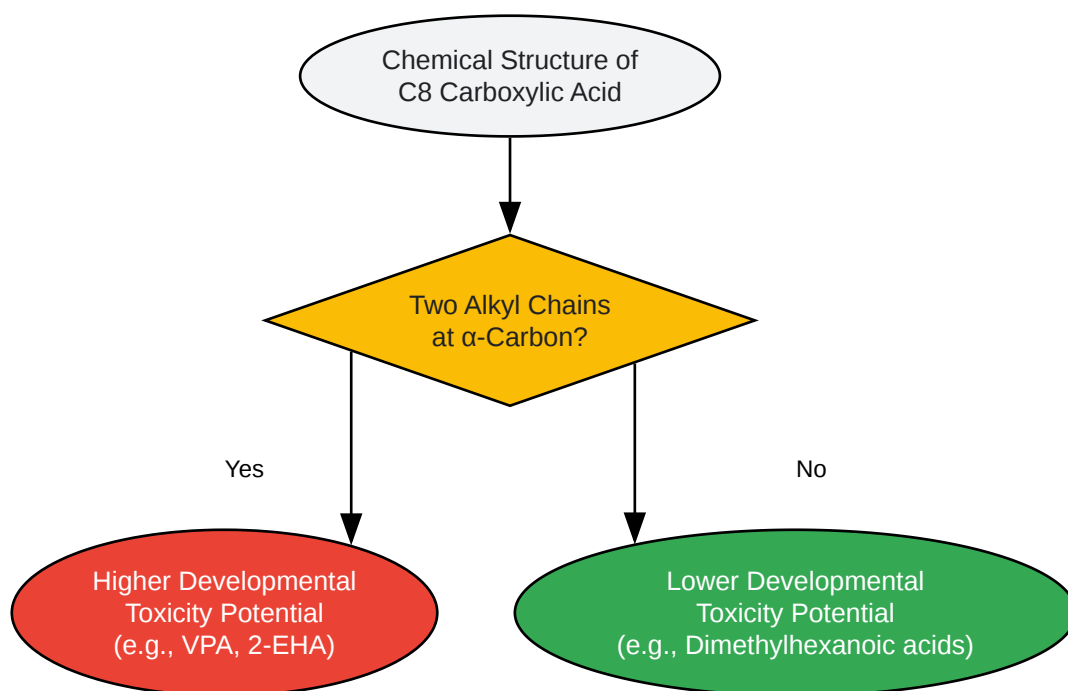 Chemical Structure of
C8 Carboxylic Acid
Two Alkyl Chains
at α-Carbon?
Yes
No
Higher Developmental
Toxicity Potential
(e.g., VPA, 2-EHA)
Lower Developmental
Toxicity Potential
(e.g., Dimethylhexanoic acids)